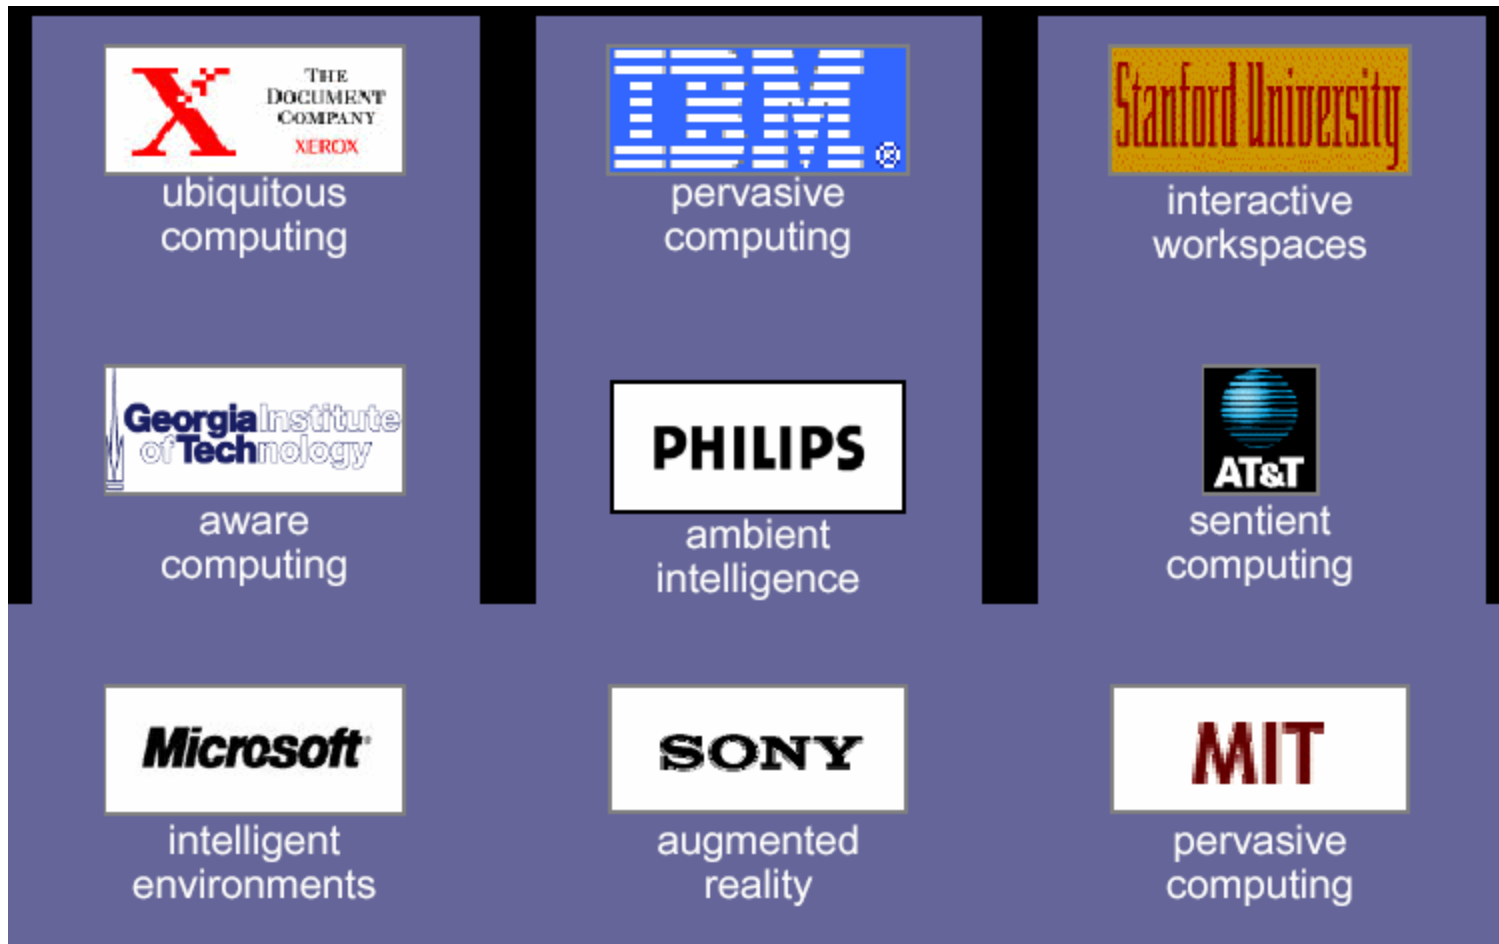 THE
DOCUMENT
COMPANY
XEROX
ubiquitous
computing
IBM®
pervasive
computing
Stanford University
interactive
workspaces
Georgia Institute
of Technology
aware
computing
PHILIPS
ambient
intelligence
AT&T
sentient
computing
Microsoft
intelligent
environments
SONY
augmented
reality
MIT
pervasive
computing